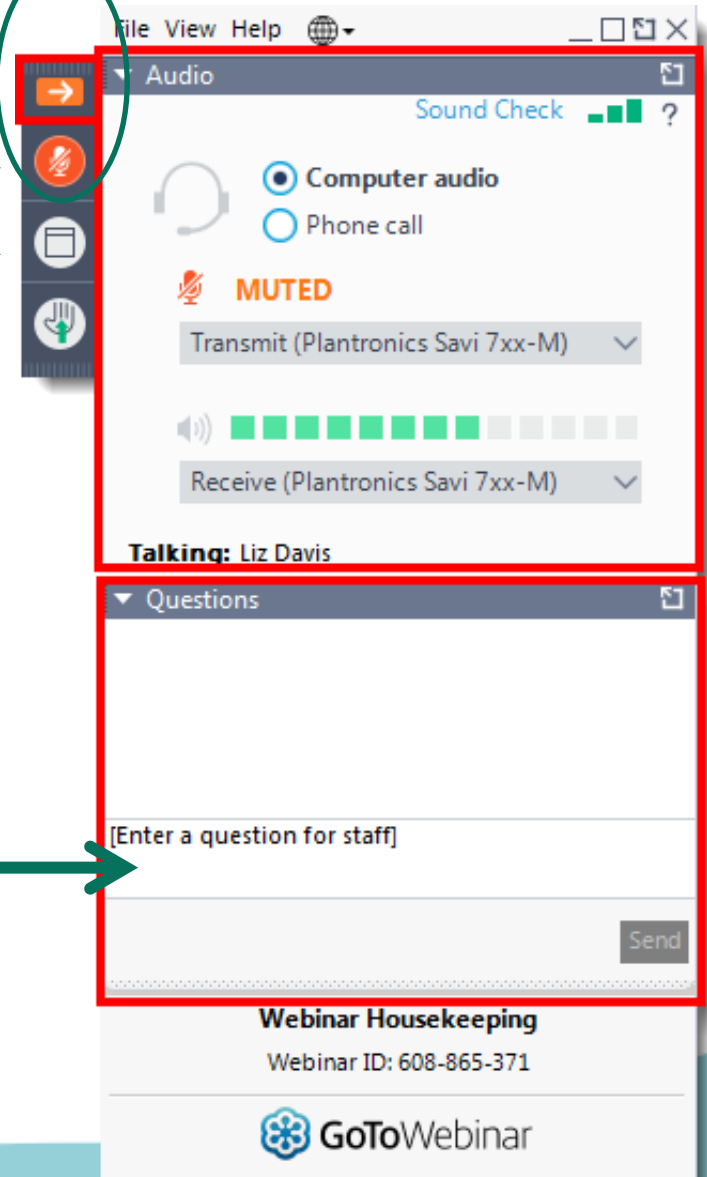 File View Help
Audio
Sound Check ?
Computer audio
Phone call
MUTED
Transmit (Plantronics Savi 7xx-M)
Receive (Plantronics Savi 7xx-M)
Talking: Liz Davis
Questions
[Enter a question for staff]
Send
Webinar Housekeeping
Webinar ID: 608-865-371
GoToWebinar